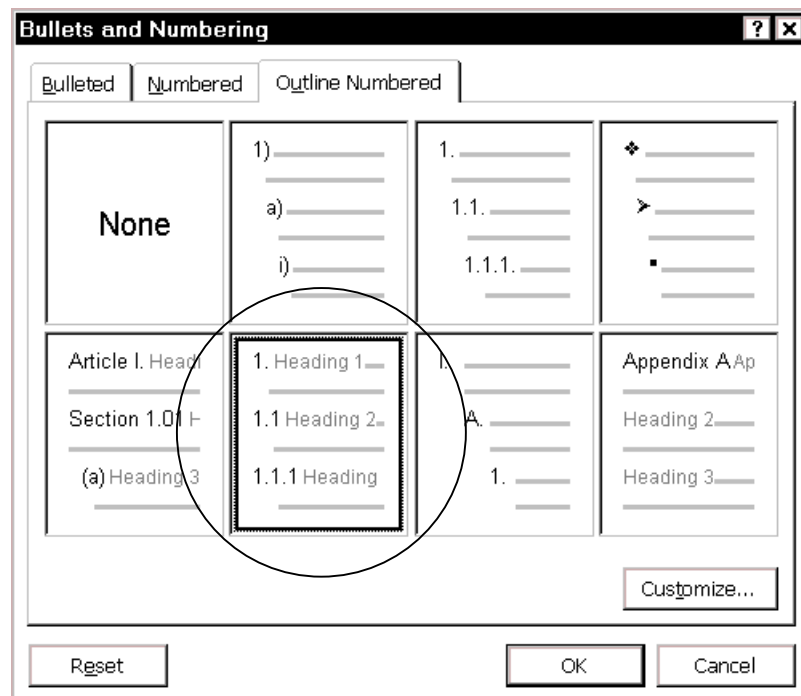 Bullets and Numbering
Bulleted Numbered Outline Numbered
None
1)
a)
i)
1.
1.1.
1.1.1.
Article I. Headi
Section 1.01 H
(a) Heading 3
1. Heading 1
1.1 Heading 2
1.1.1 Heading
I.
A.
1.
Appendix A Ap
Heading 2
Heading 3
Customize...
Reset OK Cancel